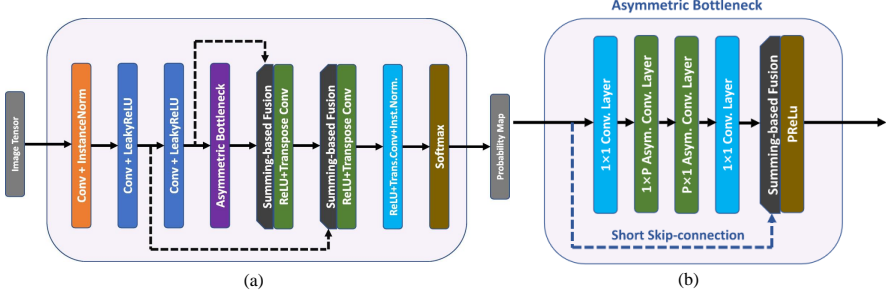 Asymmetric Bottleneck
Image Tensor
Conv + InstanceNorm
Conv + LeakyReLU
Conv + LeakyReLU
Asymmetric Bottleneck
Summing-based Fusion
ReLU+Transpose Conv
Summing-based Fusion
ReLU+Transpose Conv
ReLU+Trans.Conv+Inst.Norm.
Softmax
Probability Map
1×1 Conv. Layer
1×P Asym. Conv. Layer
P×1 Asym. Conv. Layer
1×1 Conv. Layer
Summing-based Fusion
PReLu
Short Skip-connection
(a)
(b)